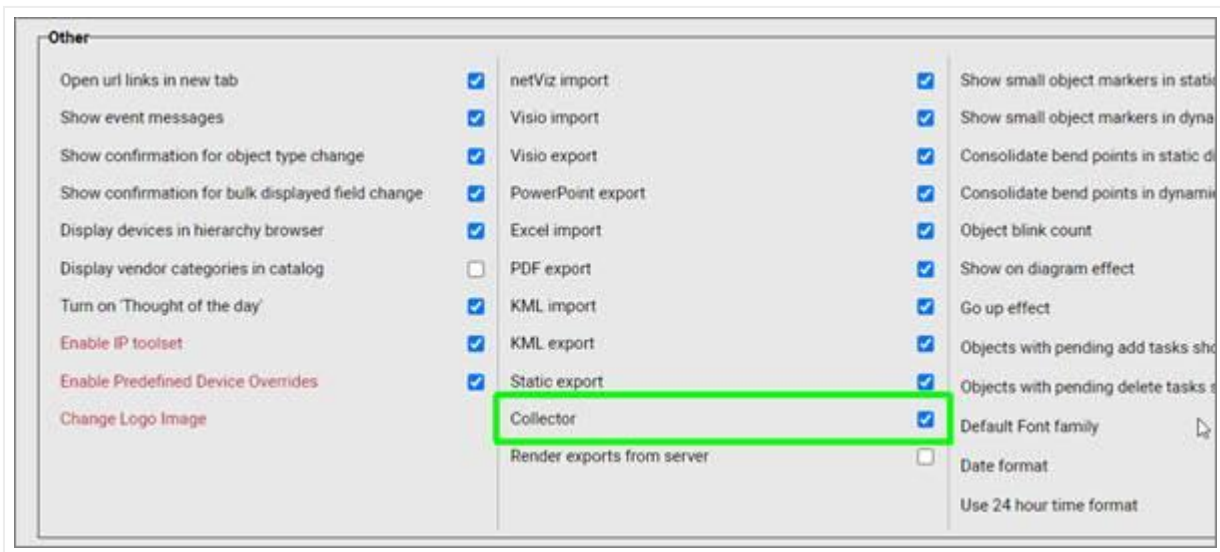 Other
Open url links in new tab
Show event messages
Show confirmation for object type change
Show confirmation for bulk displayed field change
Display devices in hierarchy browser
Display vendor categories in catalog
Turn on 'Thought of the day'
Enable IP toolset
Enable Predefined Device Overrides
Change Logo Image
netViz import
Visio import
Visio export
PowerPoint export
Excel import
PDF export
KML import
KML export
Static export
Collector
Render exports from server
Show small object markers in static
Show small object markers in dyna
Consolidate bend points in static di
Consolidate bend points in dynamic
Object blink count
Show on diagram effect
Go up effect
Objects with pending add tasks sho
Objects with pending delete tasks s
Default Font family
Date format
Use 24 hour time format